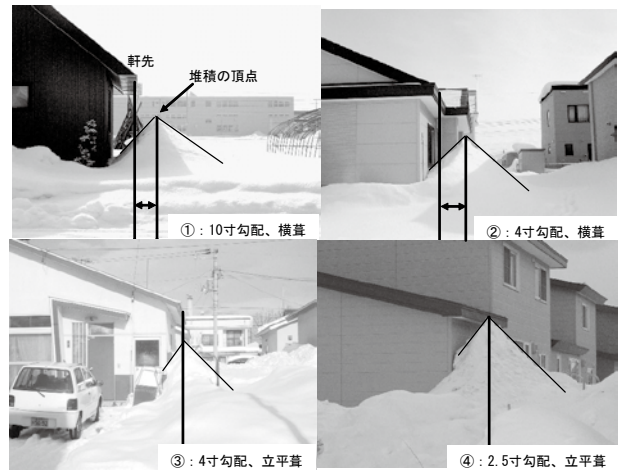 軒先
堆積の頂点
①：10寸勾配、横葺
②：4寸勾配、横葺
③：4寸勾配、立平葺
④：2.5寸勾配、立平葺